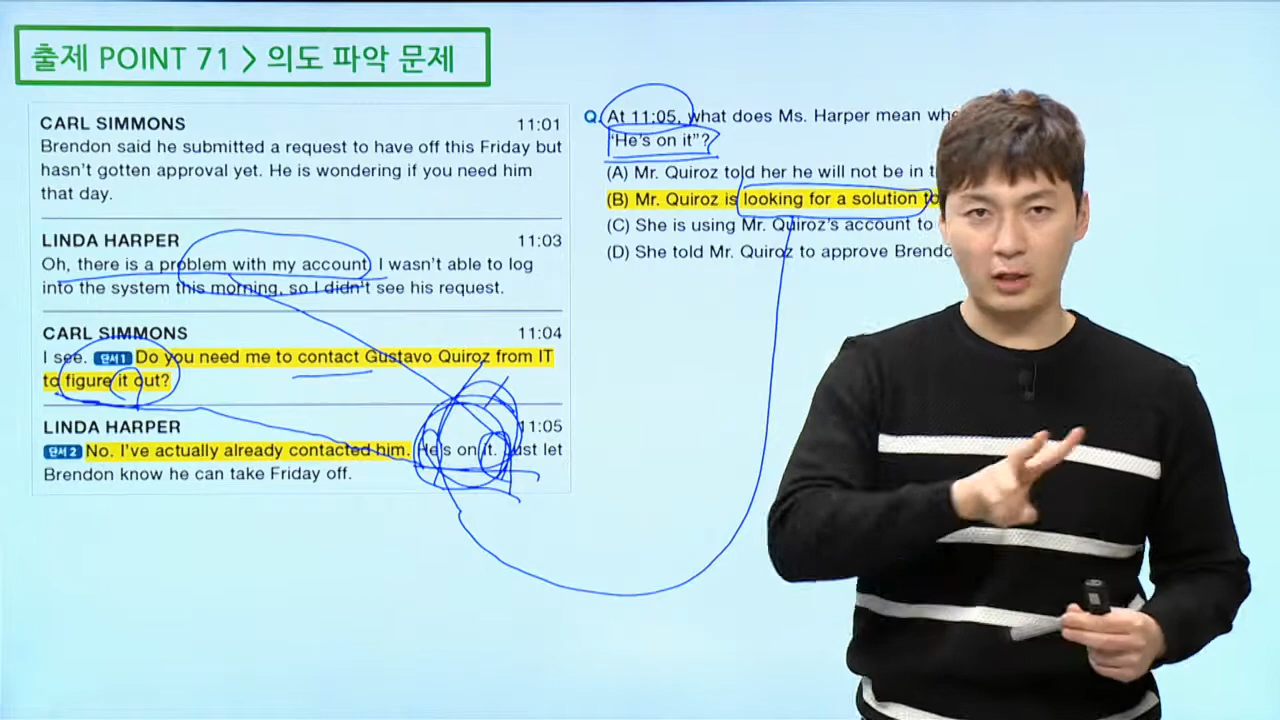 출제 POINT 71 > 의도 파악 문제
CARL SIMMONS 11:01
Brendon said he submitted a request to have off this Friday but
hasn't gotten approval yet. He is wondering if you need him
that day.
LINDA HARPER 11:03
Oh, there is a problem with my account. I wasn't able to log
into the system this morning, so I didn't see his request.
CARL SIMMONS 11:04
I see. 단서 1 Do you need me to contact Gustavo Quiroz from IT
to figure it out?
LINDA HARPER 11:05
단서 2 No. I've actually already contacted him. He's on it. Just let
Brendon know he can take Friday off.
Q. At 11:05, what does Ms. Harper mean
"He's on it"?
(A) Mr. Quiroz told her he will not be in
(B) Mr. Quiroz is looking for a solution
(C) She is using Mr. Quiroz's account to
(D) She told Mr. Quiroz to approve